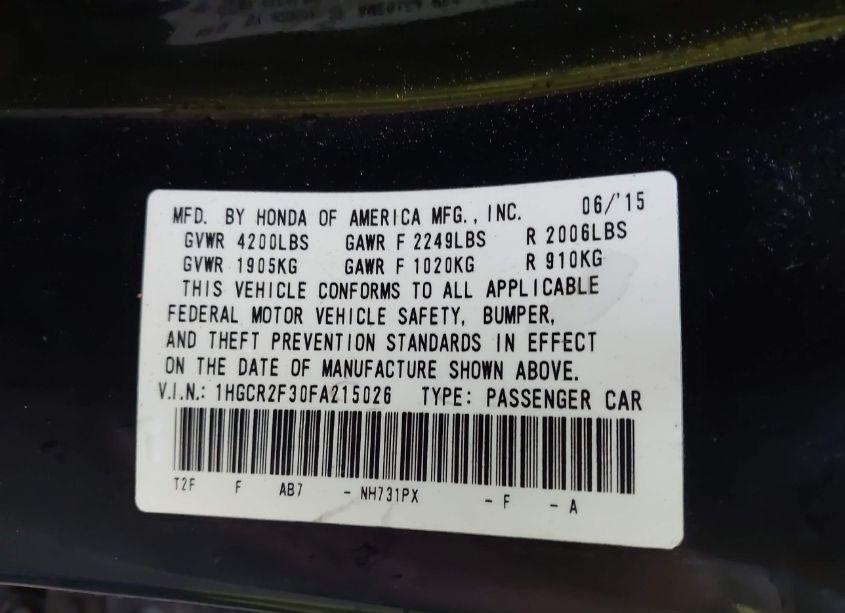 MFD. BY HONDA OF AMERICA MFG., INC. 06/'15
GVWR 4200LBS GAWR F 2249LBS R 2006LBS
GVWR 1905KG GAWR F 1020KG R 910KG
THIS VEHICLE CONFORMS TO ALL APPLICABLE
FEDERAL MOTOR VEHICLE SAFETY, BUMPER,
AND THEFT PREVENTION STANDARDS IN EFFECT
ON THE DATE OF MANUFACTURE SHOWN ABOVE.
V.I.N.: 1HGCR2F30FA215026 TYPE: PASSENGER CAR
T2F F AB7 - NH731PX - F - A